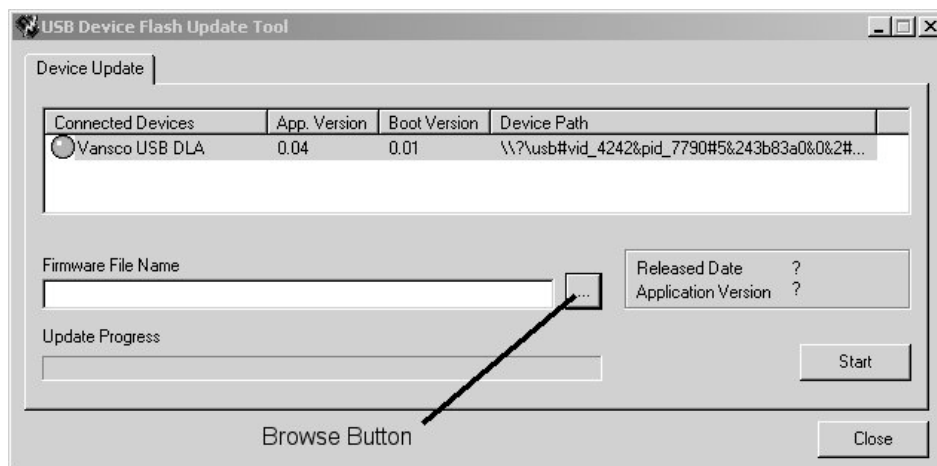 USB Device Flash Update Tool
Device Update
Connected Devices App. Version Boot Version Device Path
Vansco USB DLA 0.04 0.01 \\?\usb#vid_4242&pid_7790#5&243b83a0&0&2#...
Firmware File Name
...
Released Date ?
Application Version ?
Update Progress
Start
Browse Button
Close